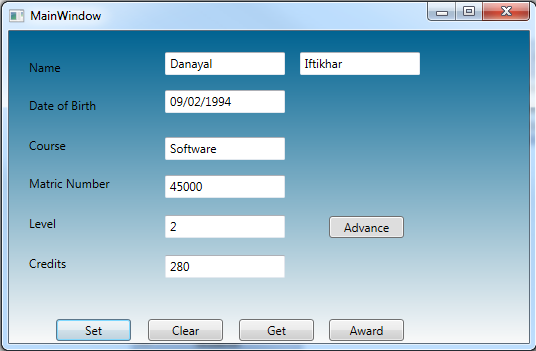 MainWindow
Name Danayal Iftikhar
Date of Birth 09/02/1994
Course Software
Matric Number 45000
Level 2 Advance
Credits 280
Set Clear Get Award